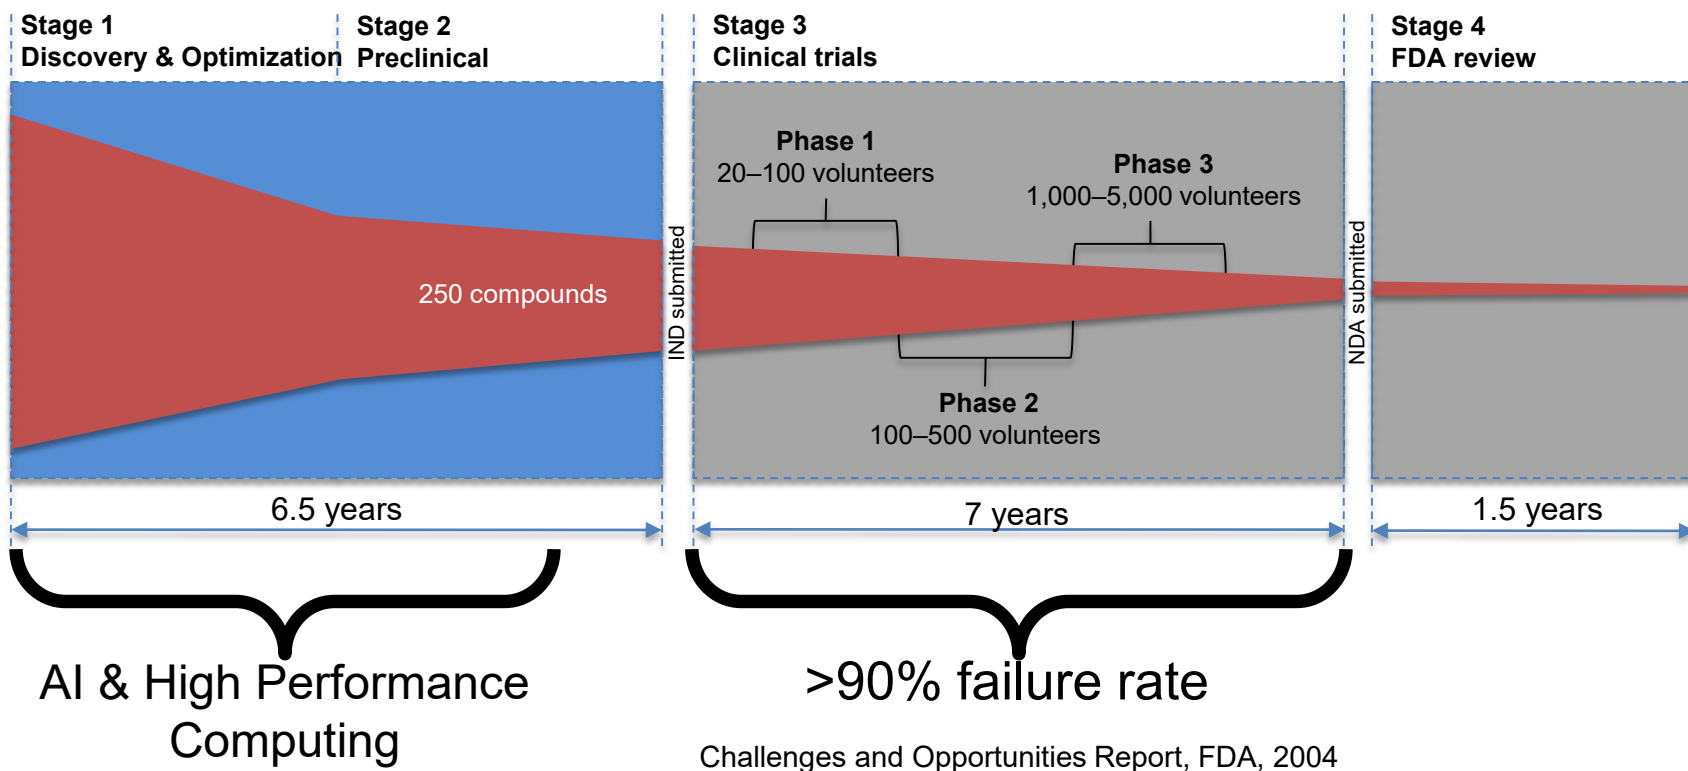 Stage 1
Discovery & Optimization
Stage 2
Preclinical
Stage 3
Clinical trials
Stage 4
FDA review
250 compounds
IND submitted
Phase 1
20–100 volunteers
Phase 3
1,000–5,000 volunteers
Phase 2
100–500 volunteers
NDA submitted
6.5 years
7 years
1.5 years
AI & High Performance
Computing
>90% failure rate
Challenges and Opportunities Report, FDA, 2004